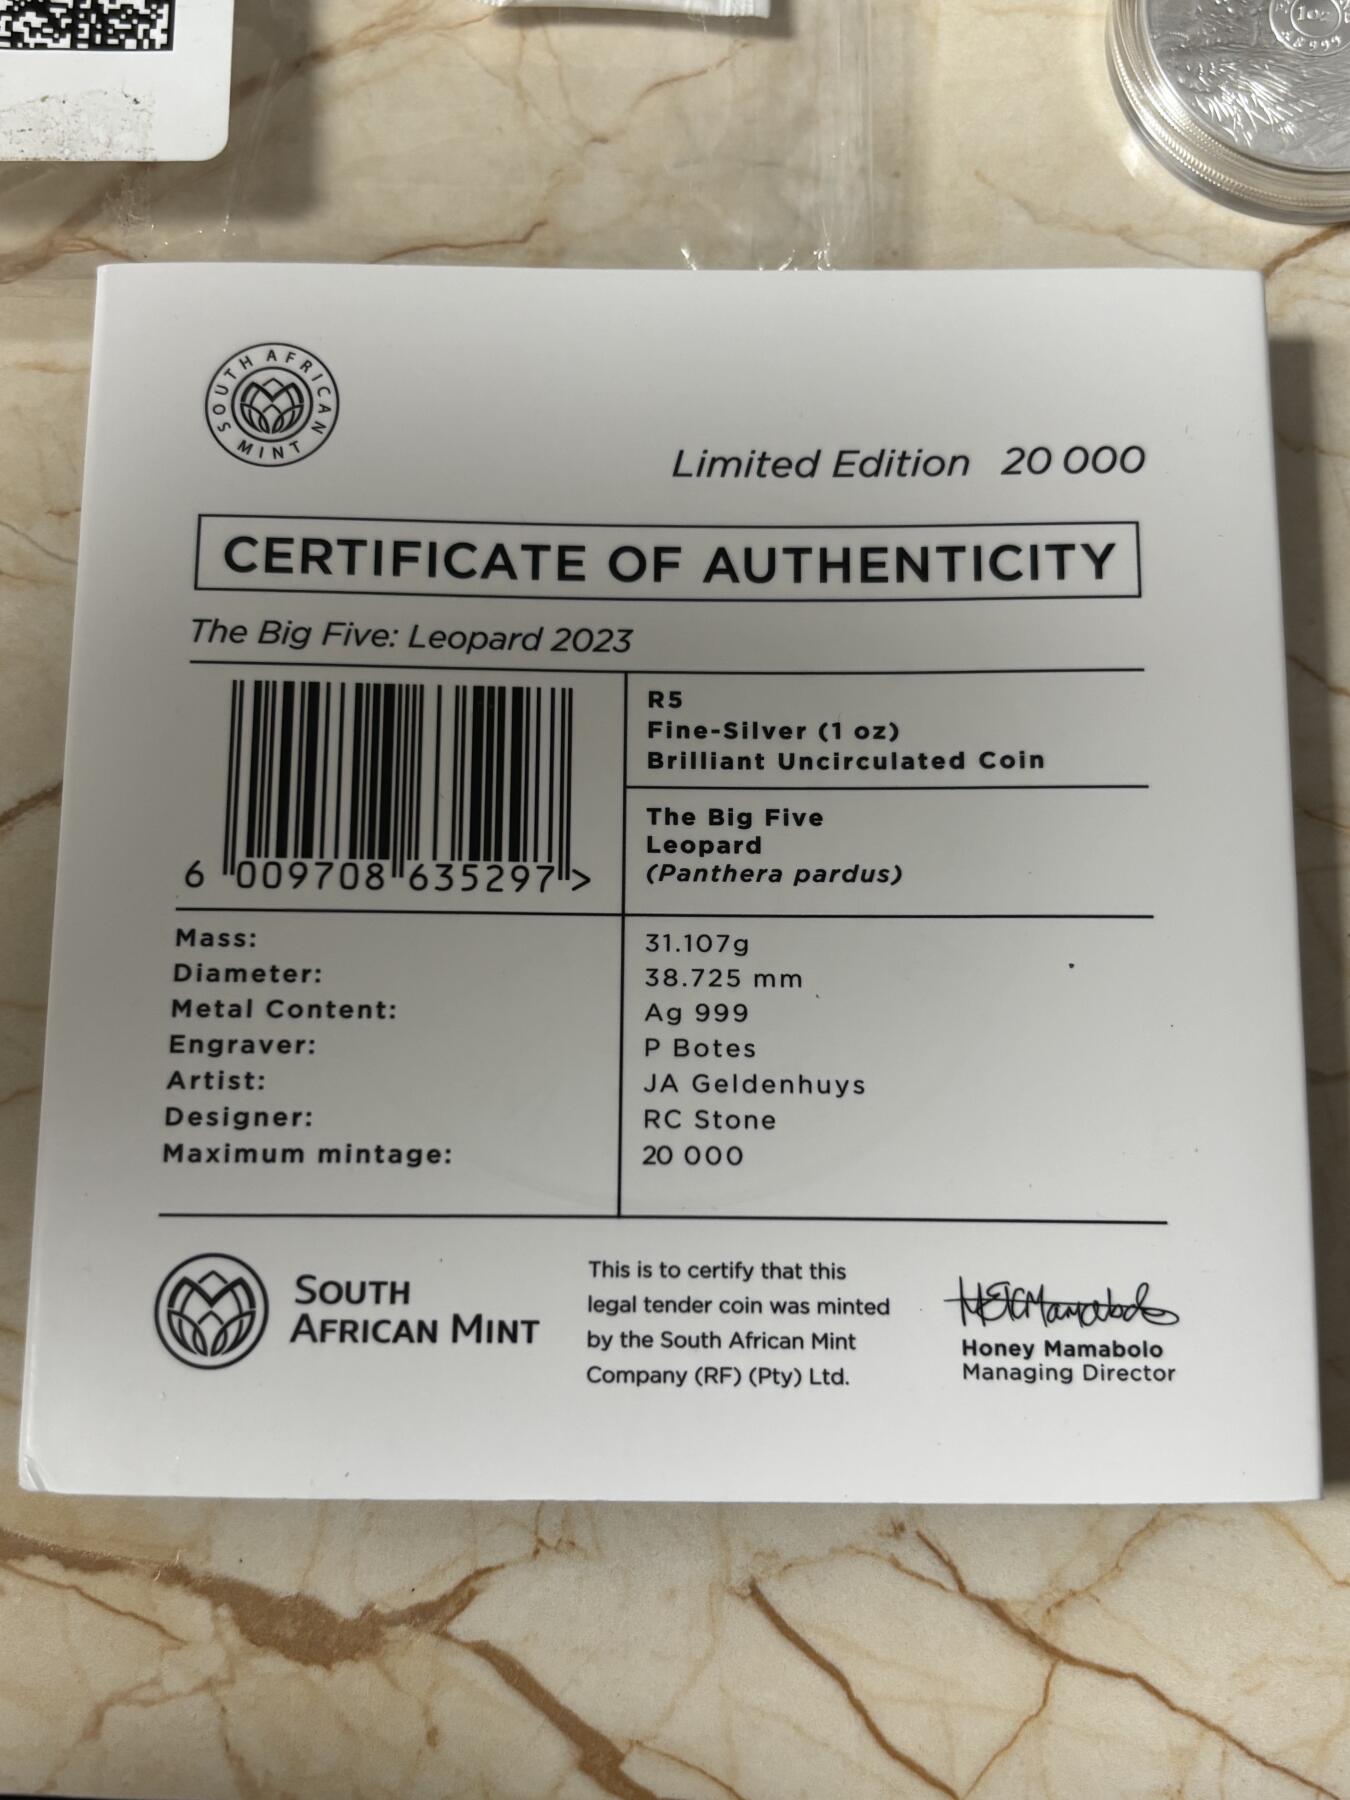 1oz
999
SOUTH AFRICAN
MINT
Limited Edition 20 000
CERTIFICATE OF AUTHENTICITY
The Big Five: Leopard 2023
R5
Fine-Silver (1 oz)
Brilliant Uncirculated Coin
The Big Five
Leopard
(Panthera pardus)
6 009708 635297 >
Mass: 31.107g
Diameter: 38.725 mm
Metal Content: Ag 999
Engraver: P Botes
Artist: JA Geldenhuys
Designer: RC Stone
Maximum mintage: 20 000
SOUTH
AFRICAN MINT
This is to certify that this
legal tender coin was minted
by the South African Mint
Company (RF) (Pty) Ltd.
Honey Mamabolo
Managing Director